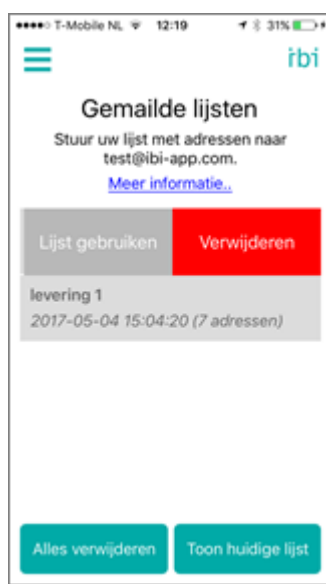 T-Mobile NL 12:19 31%
ibi
Gemailde lijsten
Stuur uw lijst met adressen naar
test@ibi-app.com.
Meer informatie..
Lijst gebruiken Verwijderen
levering 1
2017-05-04 15:04:20 (7 adressen)
Alles verwijderen Toon huidige lijst